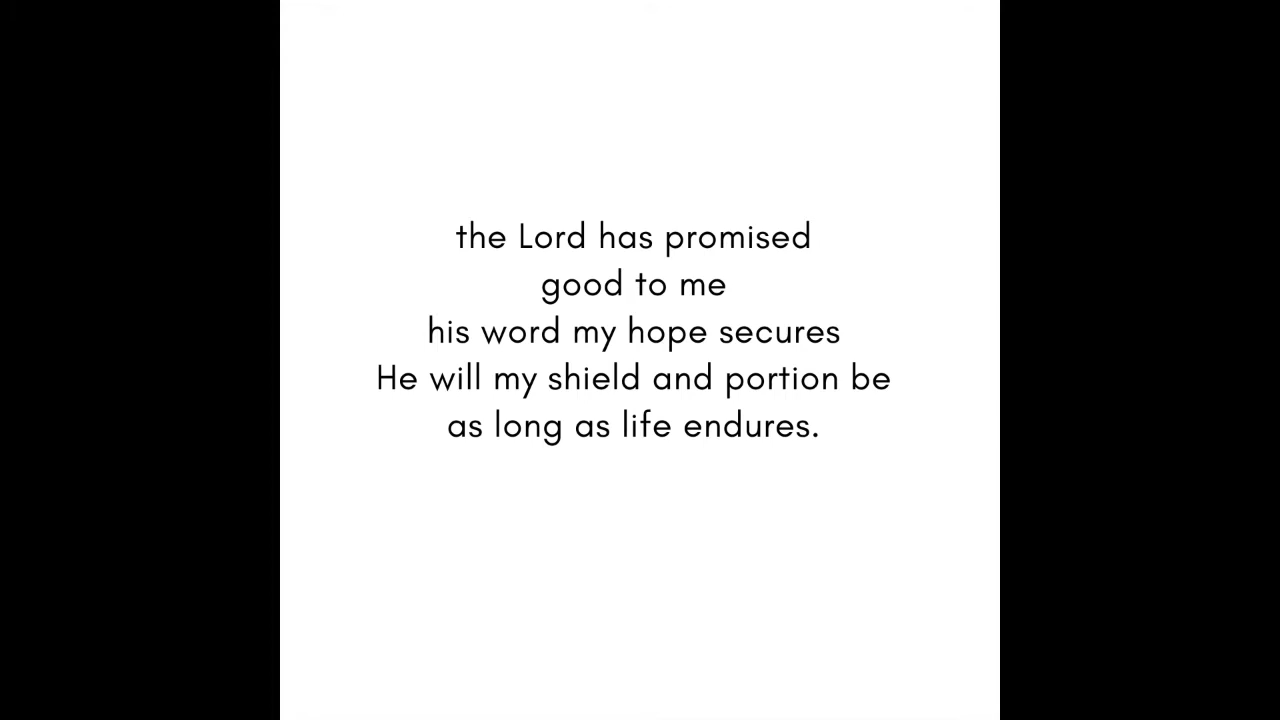 the Lord has promised
good to me
his word my hope secures
He will my shield and portion be
as long as life endures.